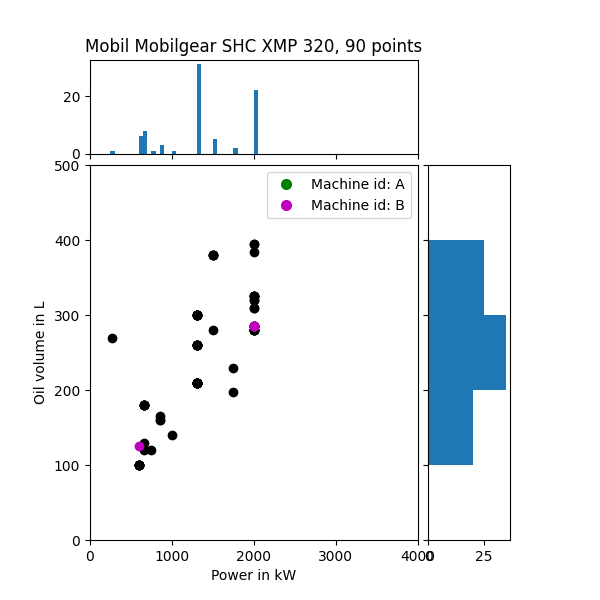 Mobil Mobilgear SHC XMP 320, 90 points
20
0
500
400
300
200
100
0
Machine id: A
Machine id: B
Oil volume in L
0 1000 2000 3000 4000
0 25
Power in kW